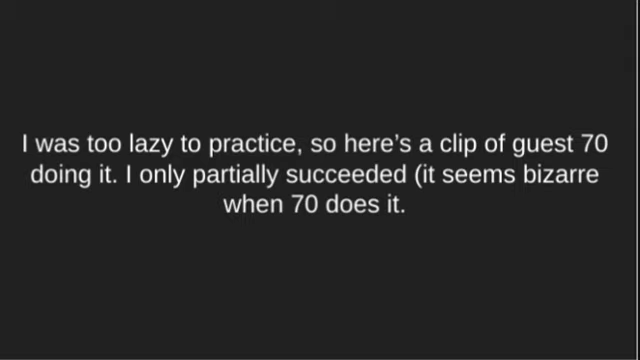 I was too lazy to practice, so here’s a clip of guest 70
doing it. I only partially succeeded (it seems bizarre
when 70 does it.